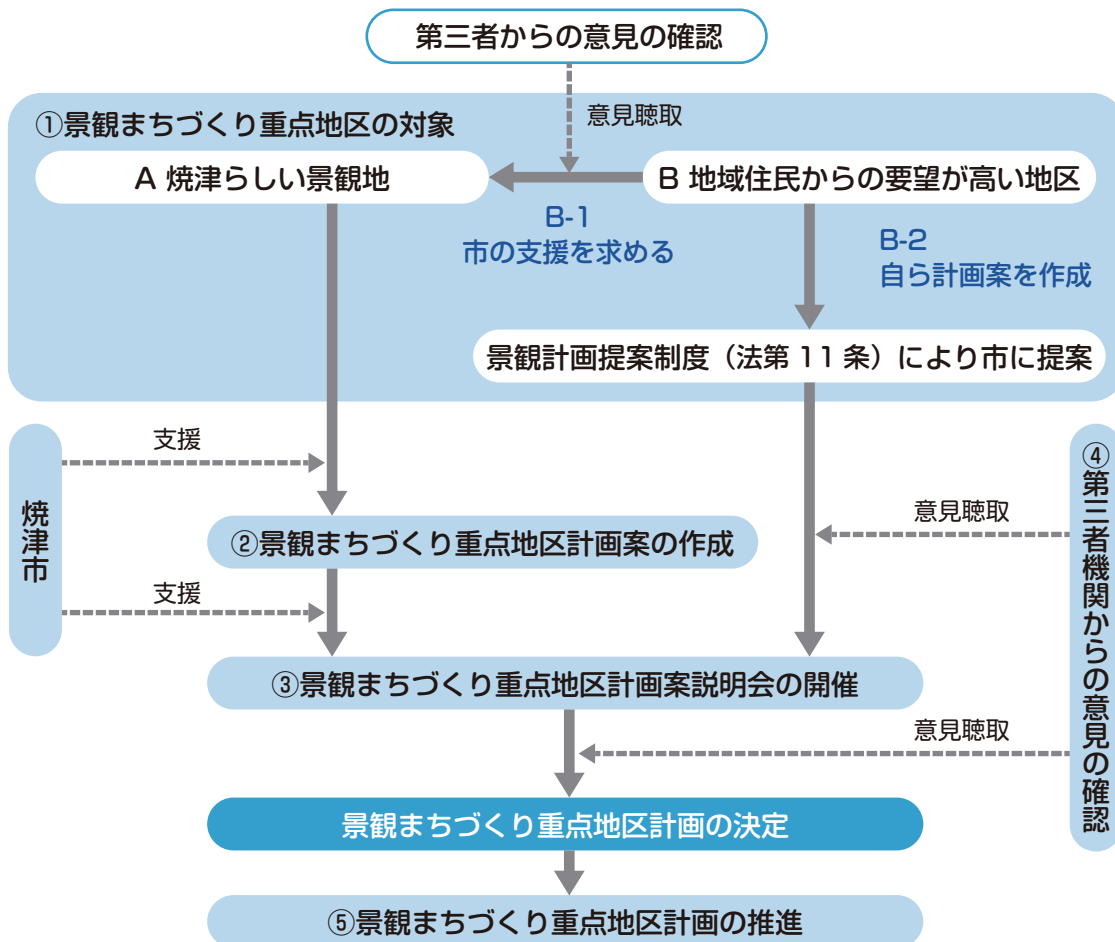 第三者からの意見の確認
意見聴取
①景観まちづくり重点地区の対象
A 焼津らしい景観地
B 地域住民からの要望が高い地区
B-1
市の支援を求める
B-2
自ら計画案を作成
景観計画提案制度（法第 11 条）により市に提案
焼津市
支援
②景観まちづくり重点地区計画案の作成
支援
意見聴取
④第三者機関からの意見の確認
③景観まちづくり重点地区計画案説明会の開催
意見聴取
景観まちづくり重点地区計画の決定
⑤景観まちづくり重点地区計画の推進